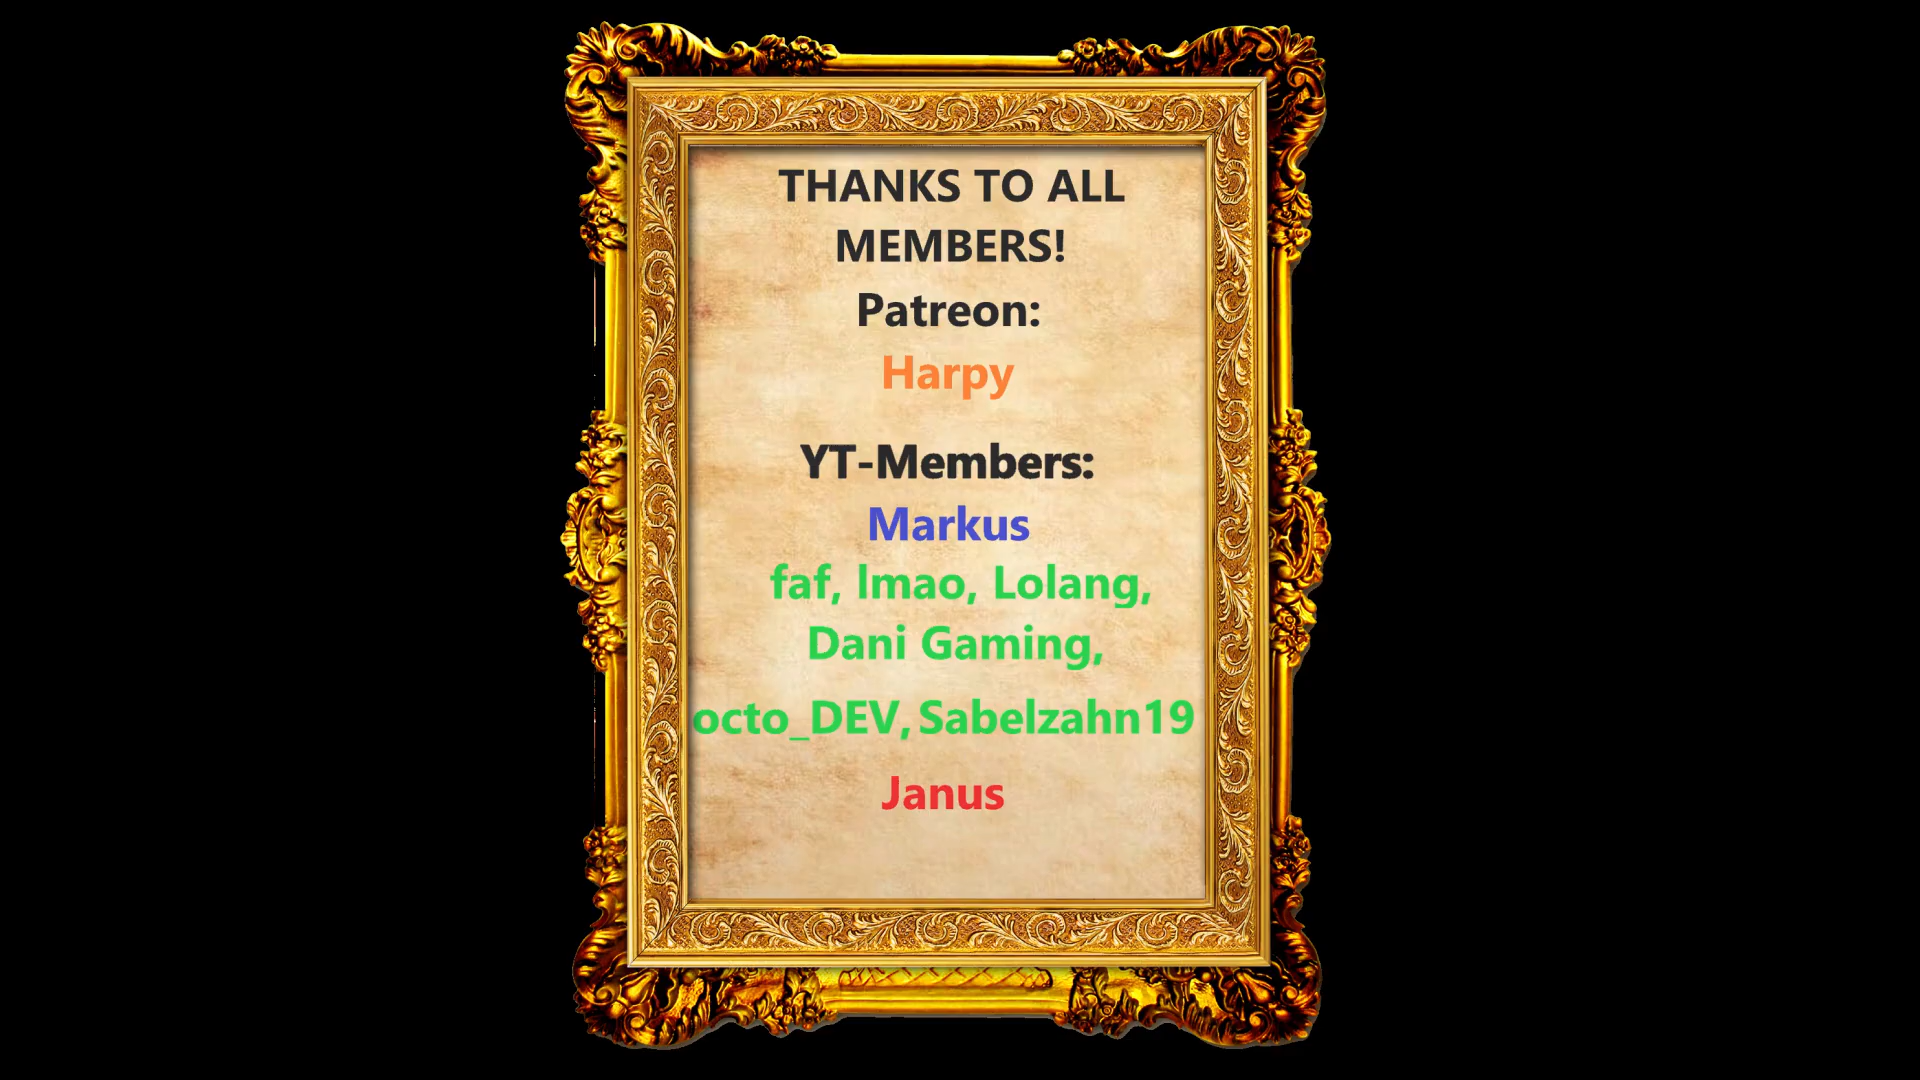 THANKS TO ALL
MEMBERS!
Patreon:
Harpy
YT-Members:
Markus
faf, lmao, Lolang,
Dani Gaming,
octo_DEV, Sabelzahn19
Janus